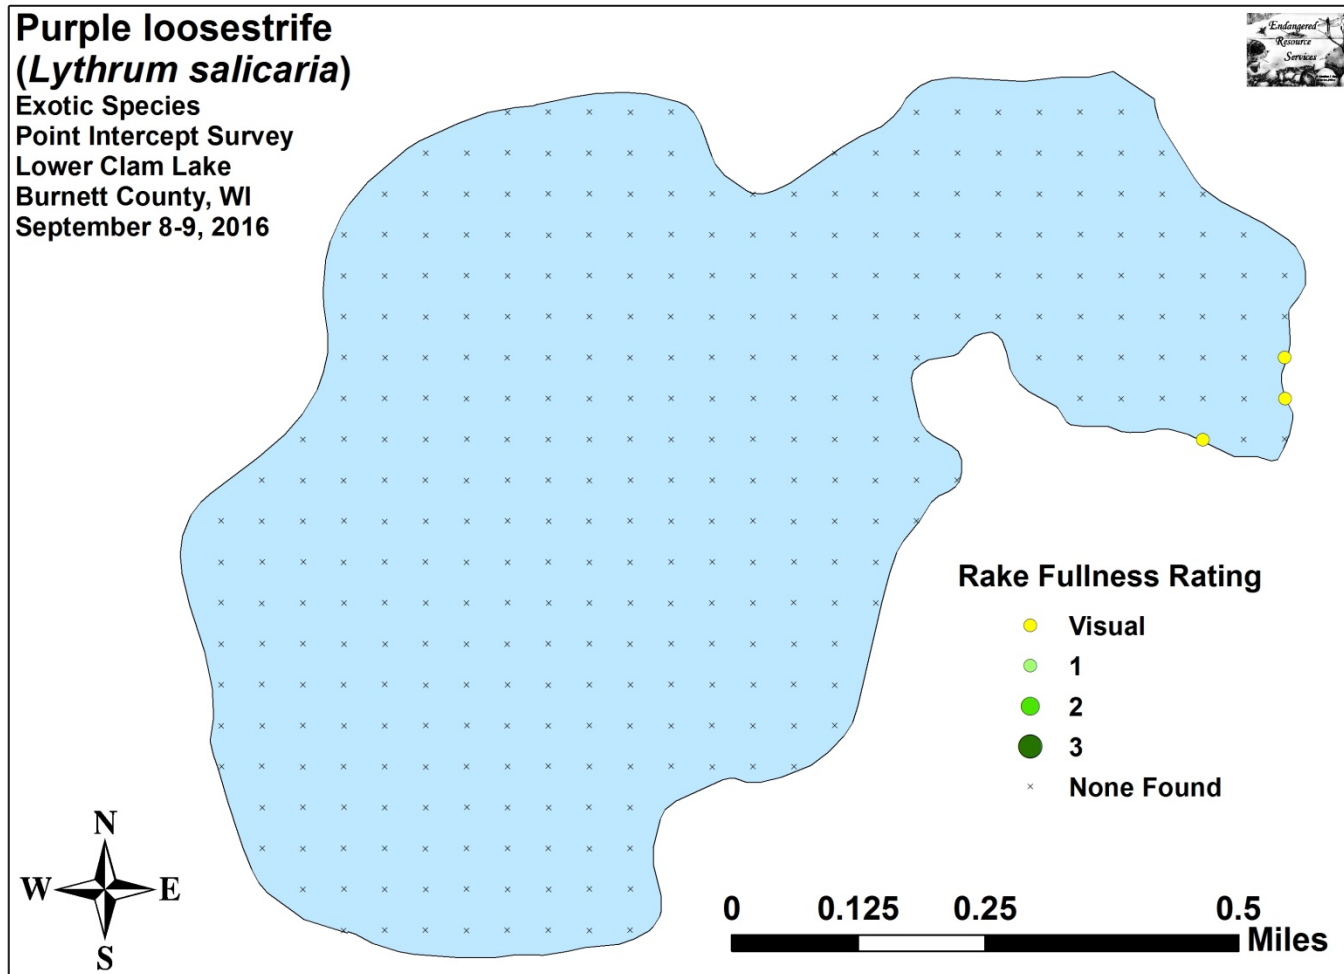 Purple loosestrife
(Lythrum salicaria)
Exotic Species
Point Intercept Survey
Lower Clam Lake
Burnett County, WI
September 8-9, 2016
Endangered
Resource
Services
Rake Fullness Rating
Visual
1
2
3
None Found
N
W E
S
0 0.125 0.25 0.5
Miles